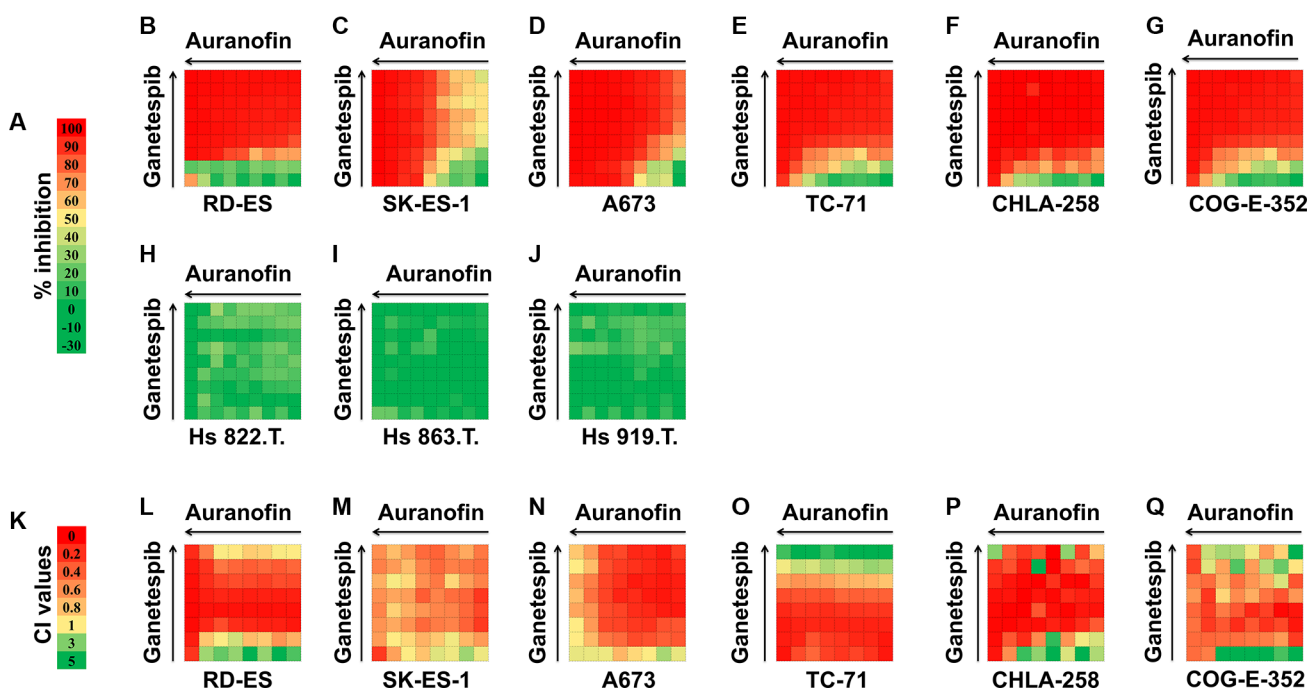 B
C
D
E
F
G
Auranofin
Auranofin
Auranofin
Auranofin
Auranofin
Auranofin
A
% inhibition
100
90
80
70
60
50
40
30
20
10
0
-10
-30
Ganetespib
Ganetespib
Ganetespib
Ganetespib
Ganetespib
Ganetespib
RD-ES
SK-ES-1
A673
TC-71
CHLA-258
COG-E-352
H
I
J
Auranofin
Auranofin
Auranofin
Ganetespib
Ganetespib
Ganetespib
Hs 822.T.
Hs 863.T.
Hs 919.T.
K
CI values
0
0.2
0.4
0.6
0.8
1
3
5
L
M
N
O
P
Q
Auranofin
Auranofin
Auranofin
Auranofin
Auranofin
Auranofin
Ganetespib
Ganetespib
Ganetespib
Ganetespib
Ganetespib
Ganetespib
RD-ES
SK-ES-1
A673
TC-71
CHLA-258
COG-E-352